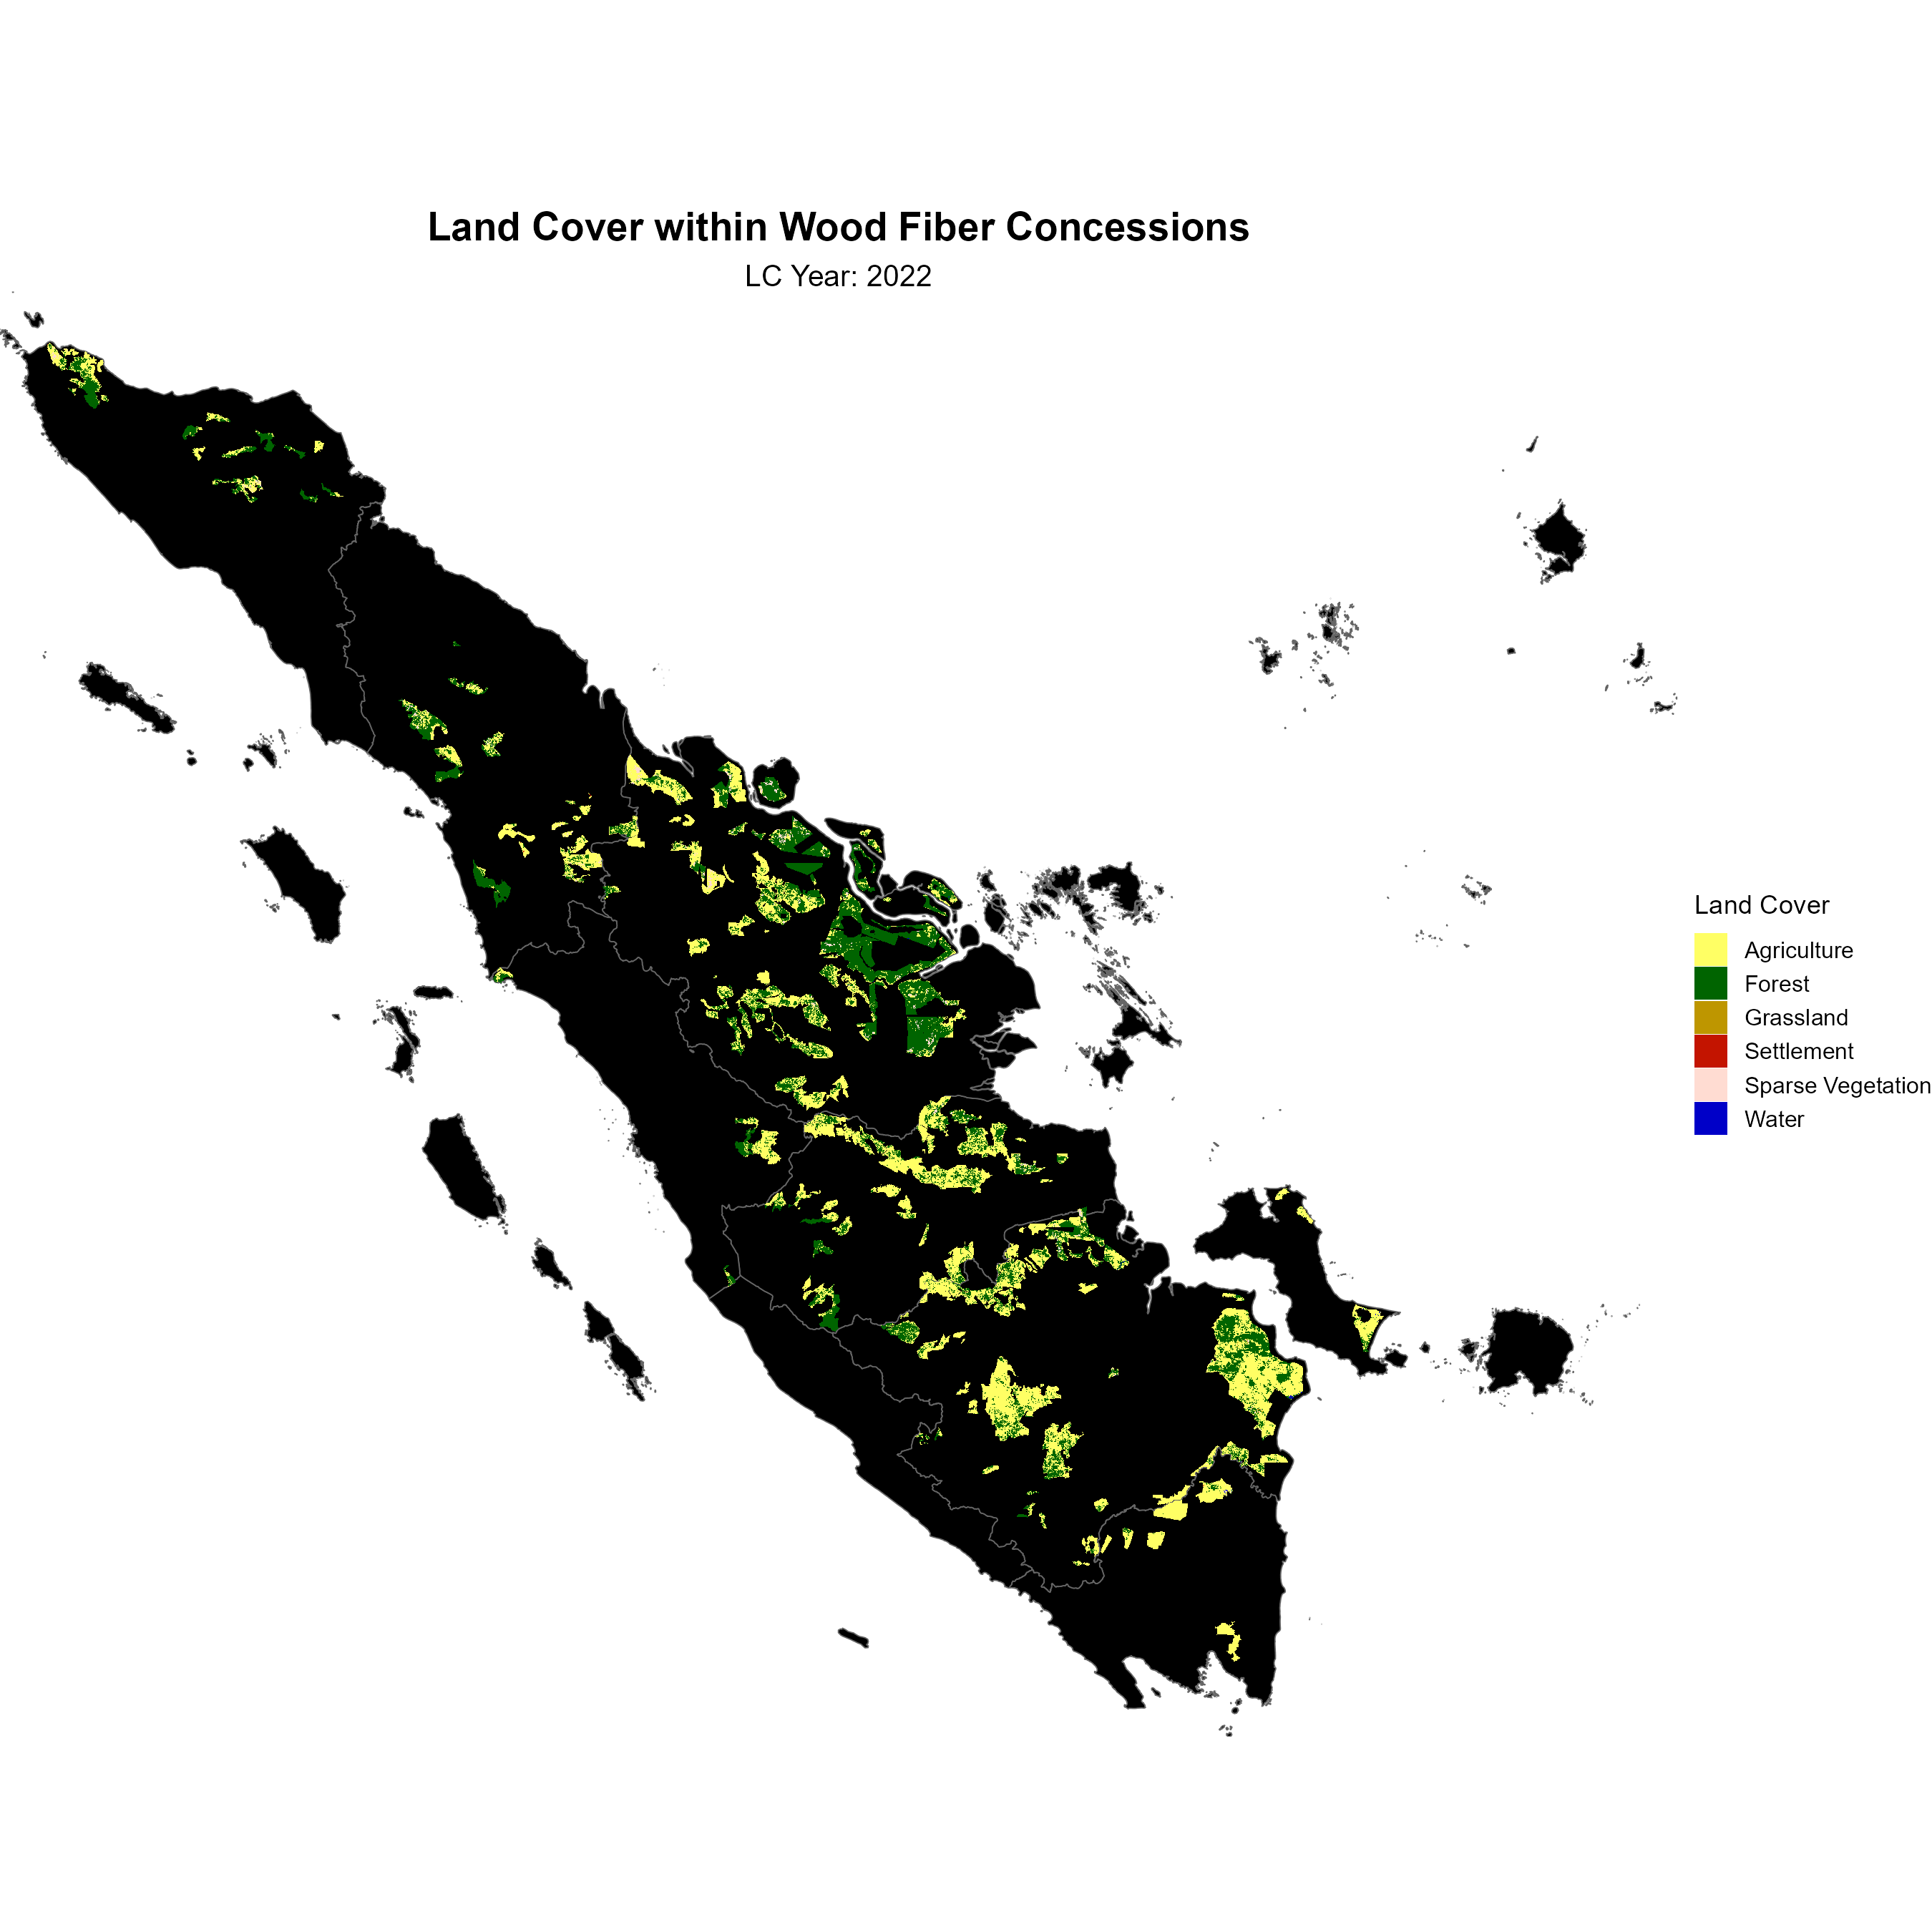 Land Cover within Wood Fiber Concessions
LC Year: 2022
Land Cover
Agriculture
Forest
Grassland
Settlement
Sparse Vegetation
Water